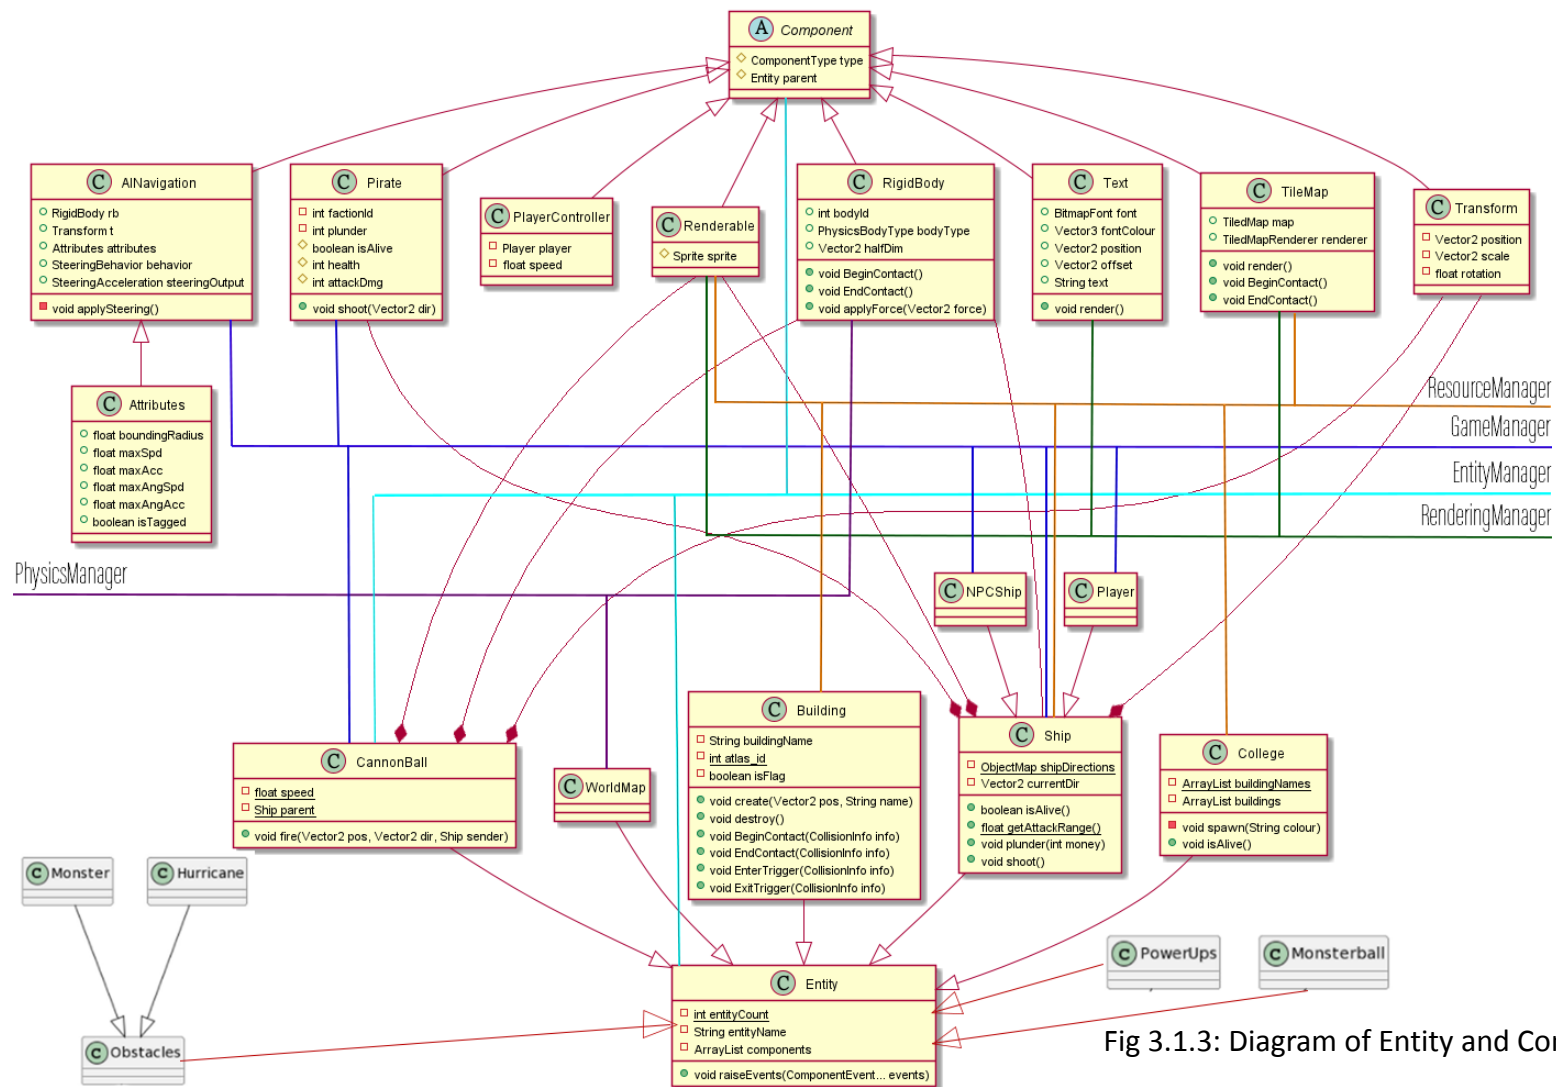 A Component
ComponentType type
Entity parent
C AINavigation
RigidBody rb
Transform t
Attributes attributes
SteeringBehavior behavior
SteeringAcceleration steeringOutput
void applySteering()
C Pirate
int factionId
int plunder
boolean isAlive
int health
int attackDmg
void shoot(Vector2 dir)
C PlayerController
Player player
float speed
C Renderable
Sprite sprite
C RigidBody
int bodyId
PhysicsBodyType bodyType
Vector2 halfDim
void BeginContact()
void EndContact()
void applyForce(Vector2 force)
C Text
BitmapFont font
Vector3 fontColour
Vector2 position
Vector2 offset
String text
void render()
C TileMap
TiledMap map
TiledMapRenderer renderer
void render()
void BeginContact()
void EndContact()
C Transform
Vector2 position
Vector2 scale
float rotation
C Attributes
float boundingRadius
float maxSpd
float maxAcc
float maxAngSpd
float maxAngAcc
boolean isTagged
ResourceManager
GameManager
EntityManager
RenderingManager
PhysicsManager
C NPCShip
C Player
C CannonBall
float speed
Ship parent
void fire(Vector2 pos, Vector2 dir, Ship sender)
C WorldMap
C Building
String buildingName
int atlas_id
boolean isFlag
void create(Vector2 pos, String name)
void destroy()
void BeginContact(CollisionInfo info)
void EndContact(CollisionInfo info)
void EnterTrigger(CollisionInfo info)
void ExitTrigger(CollisionInfo info)
C Ship
ObjectMap shipDirections
Vector2 currentDir
boolean isAlive()
float getAttackRange()
void plunder(int money)
void shoot()
C College
ArrayList buildingNames
ArrayList buildings
void spawn(String colour)
void isAlive()
C Monster
C Hurricane
C Obstacles
C Entity
int entityCount
String entityName
ArrayList components
void raiseEvents(ComponentEvent... events)
C PowerUps
C Monsterball
Fig 3.1.3: Diagram of Entity and Co